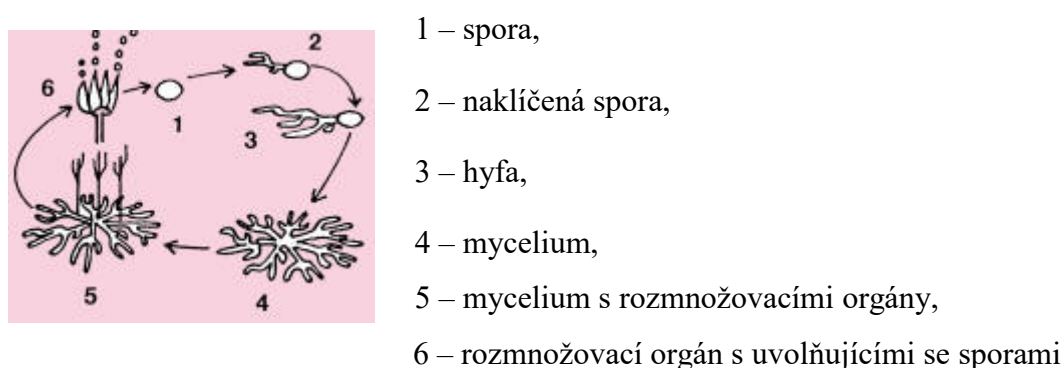 1 – spora,
2 – naklíčená spora,
3 – hyfa,
4 – mycelium,
5 – mycelium s rozmnožovacími orgány,
6 – rozmnožovací orgán s uvolňujícími se sporami
2
6
1
3
5
4